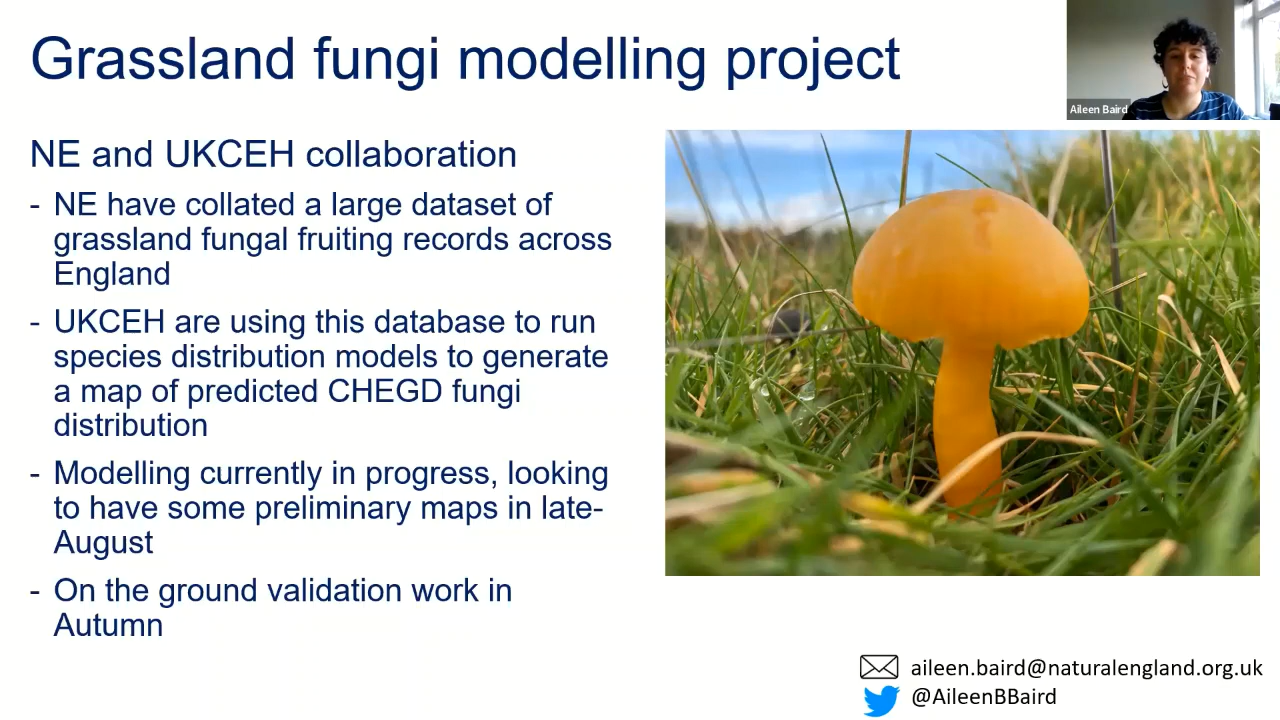 Grassland fungi modelling project
Aileen Baird
NE and UKCEH collaboration
- NE have collated a large dataset of
grassland fungal fruiting records across
England
- UKCEH are using this database to run
species distribution models to generate
a map of predicted CHEGD fungi
distribution
- Modelling currently in progress, looking
to have some preliminary maps in late-
August
- On the ground validation work in
Autumn
aileen.baird@naturalengland.org.uk
@AileenBBaird